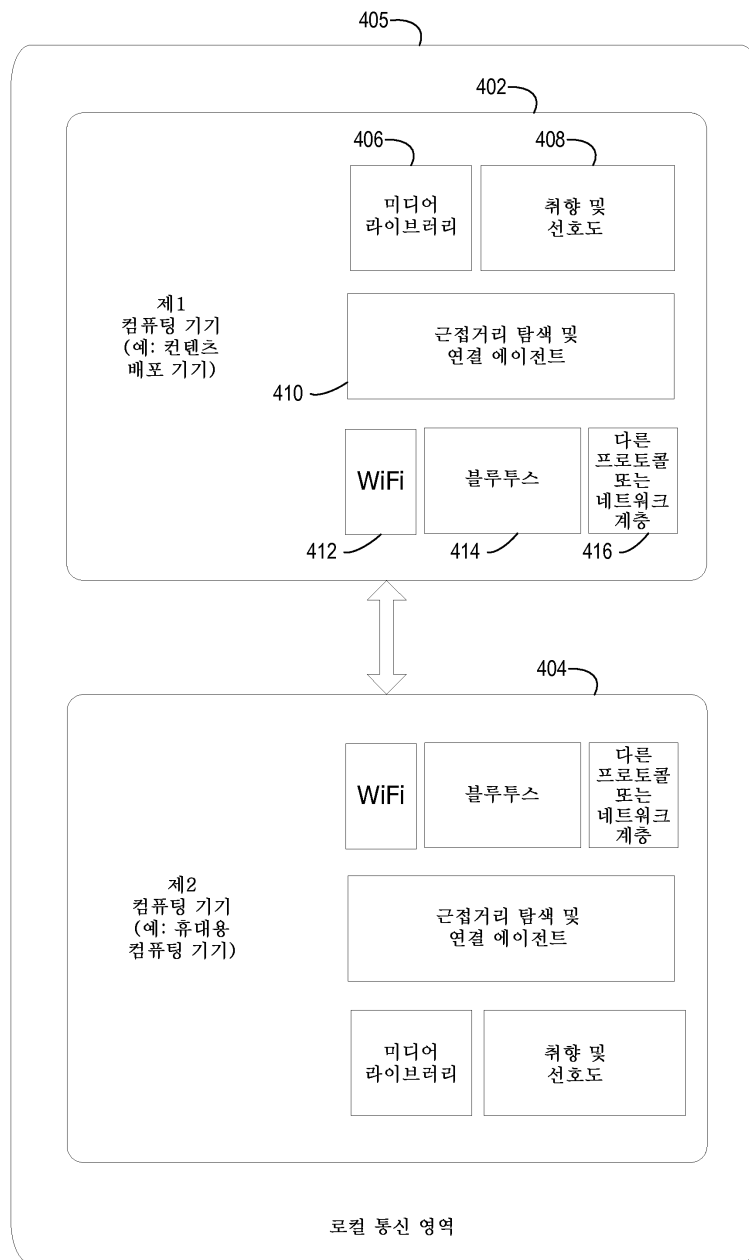 405
402
406
408
미디어
라이브러리
취향 및
선호도
제1
컴퓨팅 기기
(예: 컨텐츠
배포 기기)
근접거리 탐색 및
연결 에이전트
410
WiFi
블루투스
다른
프로토콜
또는
네트워크
계층
412
414
416
404
WiFi
블루투스
다른
프로토콜
또는
네트워크
계층
제2
컴퓨팅 기기
(예: 휴대용
컴퓨팅 기기)
근접거리 탐색 및
연결 에이전트
미디어
라이브러리
취향 및
선호도
로컬 통신 영역